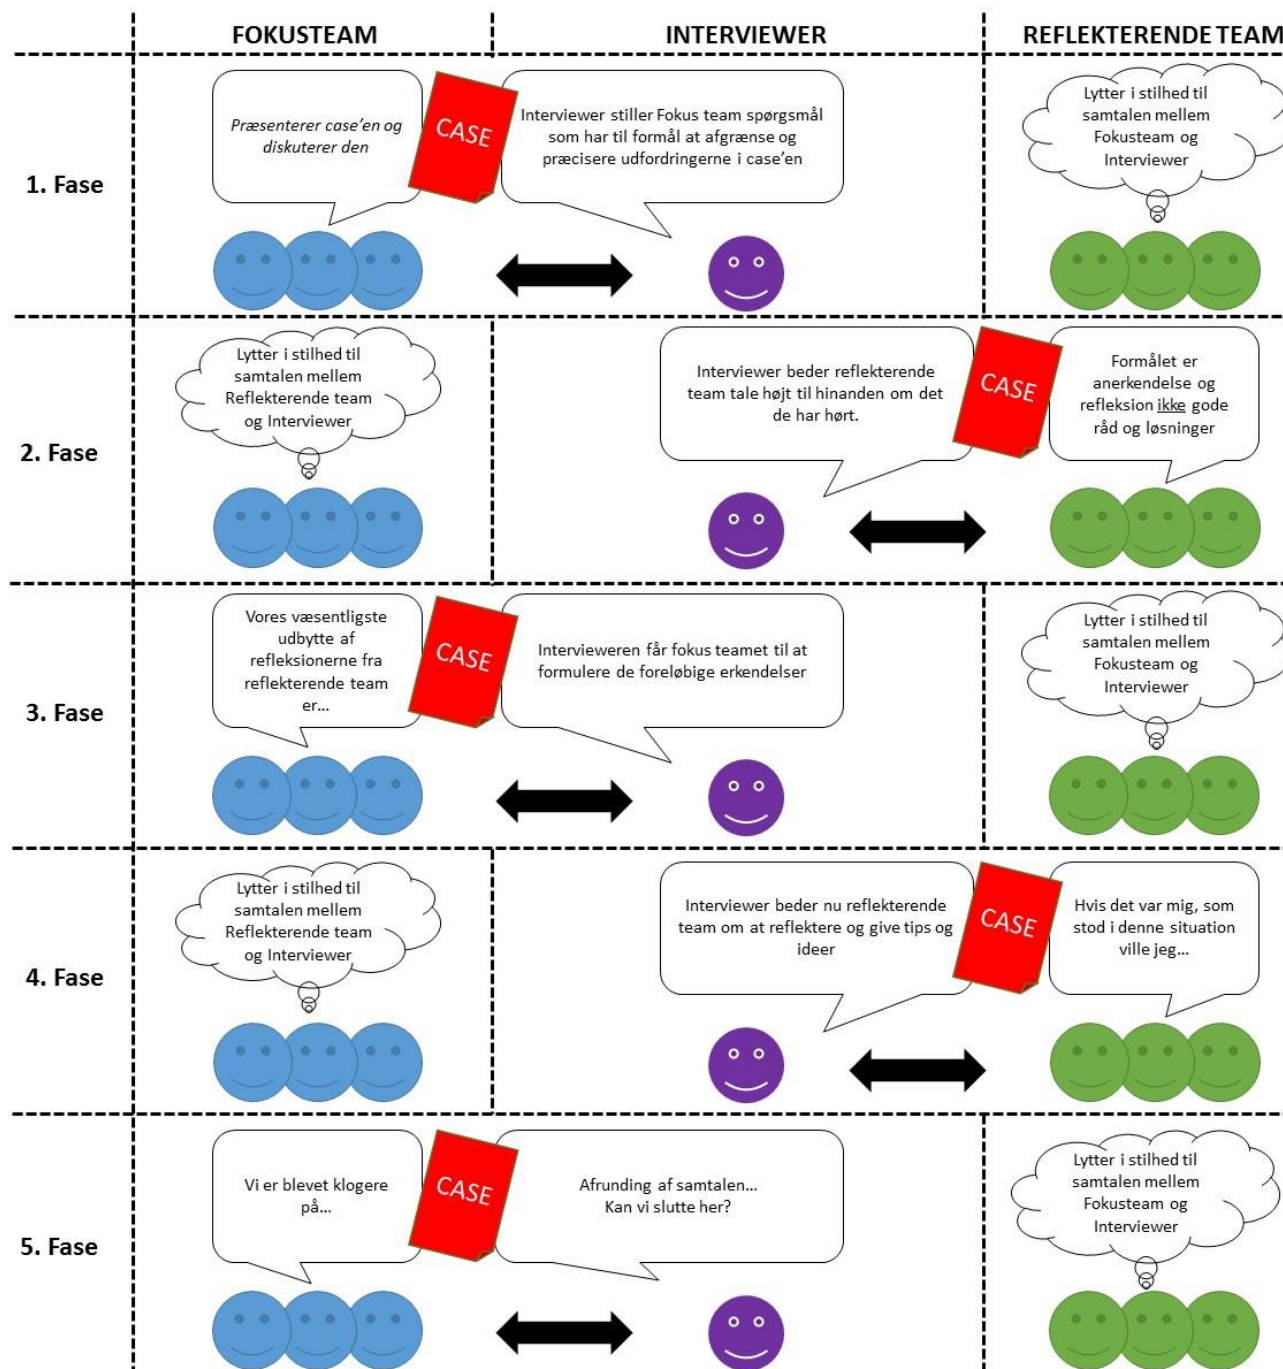 FOKUSTEAM
INTERVIEWER
REFLEKTERENDE TEAM
1. Fase
Præsenterer case'en og
diskuterer den
CASE
Interviewer stiller Fokus team spørgsmål
som har til formål at afgrænse og
præcisere udfordringerne i case'en
Lytter i stilhed til
samtalen mellem
Fokusteam og
Interviewer
2. Fase
Lytter i stilhed til
samtalen mellem
Reflekterende team
og Interviewer
Interviewer beder reflekterende
team tale højt til hinanden om det
de har hørt.
CASE
Formålet er
anerkendelse og
refleksion ikke gode
råd og løsninger
3. Fase
Vores væsentligste
udbytte af
refleksionerne fra
reflekterende team
er…
CASE
Intervieweren får fokus teamet til at
formulere de foreløbige erkendelser
Lytter i stilhed til
samtalen mellem
Fokusteam og
Interviewer
4. Fase
Lytter i stilhed til
samtalen mellem
Reflekterende team
og Interviewer
Interviewer beder nu reflekterende
team om at reflektere og give tips og
ideer
CASE
Hvis det var mig, som
stod i denne situation
ville jeg…
5. Fase
Vi er blevet klogere
på…
CASE
Afrunding af samtalen…
Kan vi slutte her?
Lytter i stilhed til
samtalen mellem
Fokusteam og
Interviewer